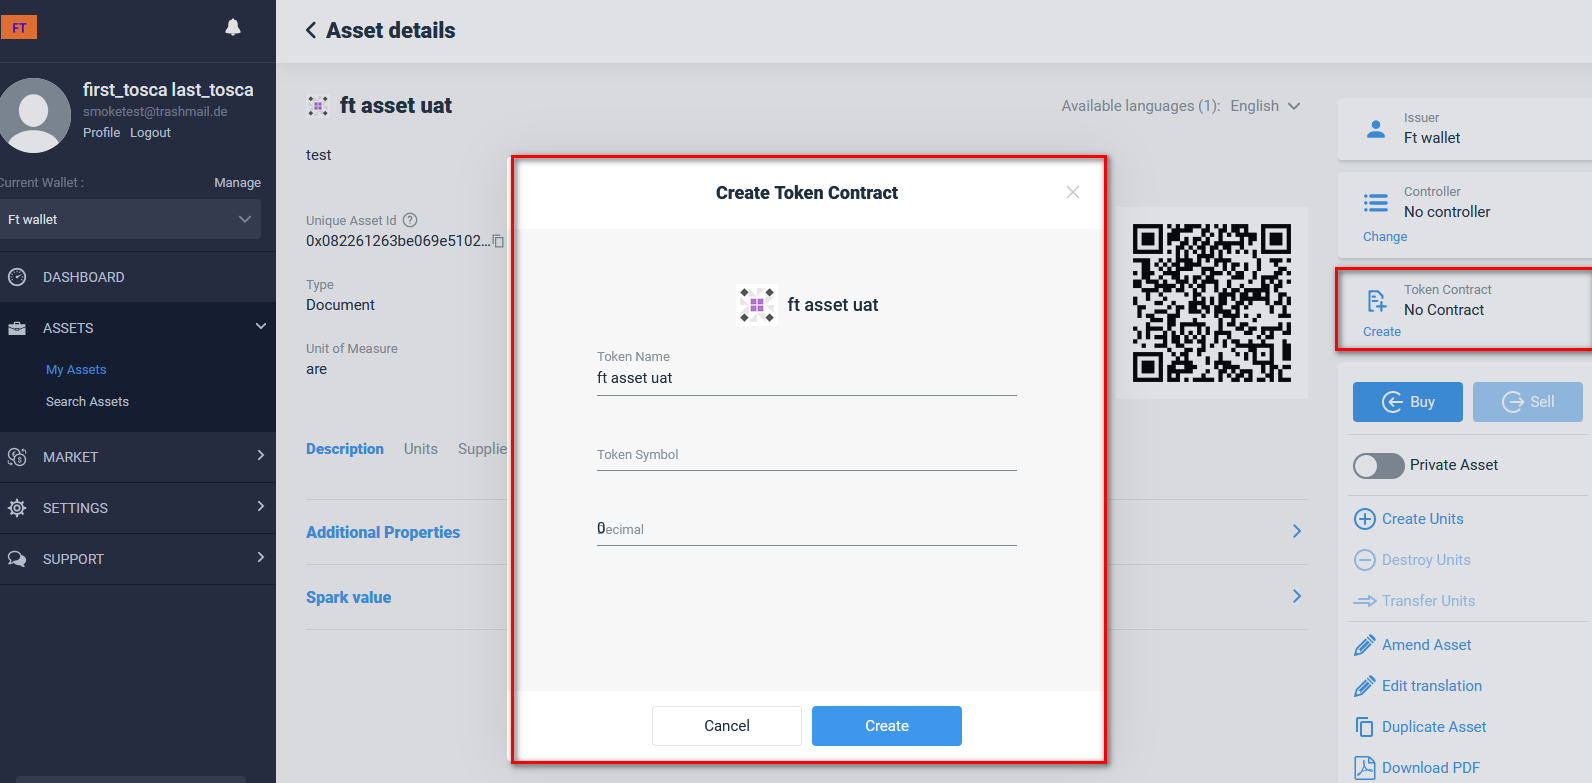 FT
first_tosca last_tosca
smoketest@trashmail.de
Profile Logout
Current Wallet :
Manage
Ft wallet
DASHBOARD
ASSETS
My Assets
Search Assets
MARKET
SETTINGS
SUPPORT
Asset details
ft asset uat
Available languages (1): English
test
Unique Asset Id ?
0x082261263be069e5102...
Type
Document
Unit of Measure
are
Description Units Supplie
Additional Properties
Spark value
Create Token Contract
ft asset uat
Token Name
ft asset uat
Token Symbol
0
Decimal
Cancel
Create
Issuer
Ft wallet
Controller
No controller
Change
Token Contract
No Contract
Create
Buy
Sell
Private Asset
Create Units
Destroy Units
Transfer Units
Amend Asset
Edit translation
Duplicate Asset
Download PDF